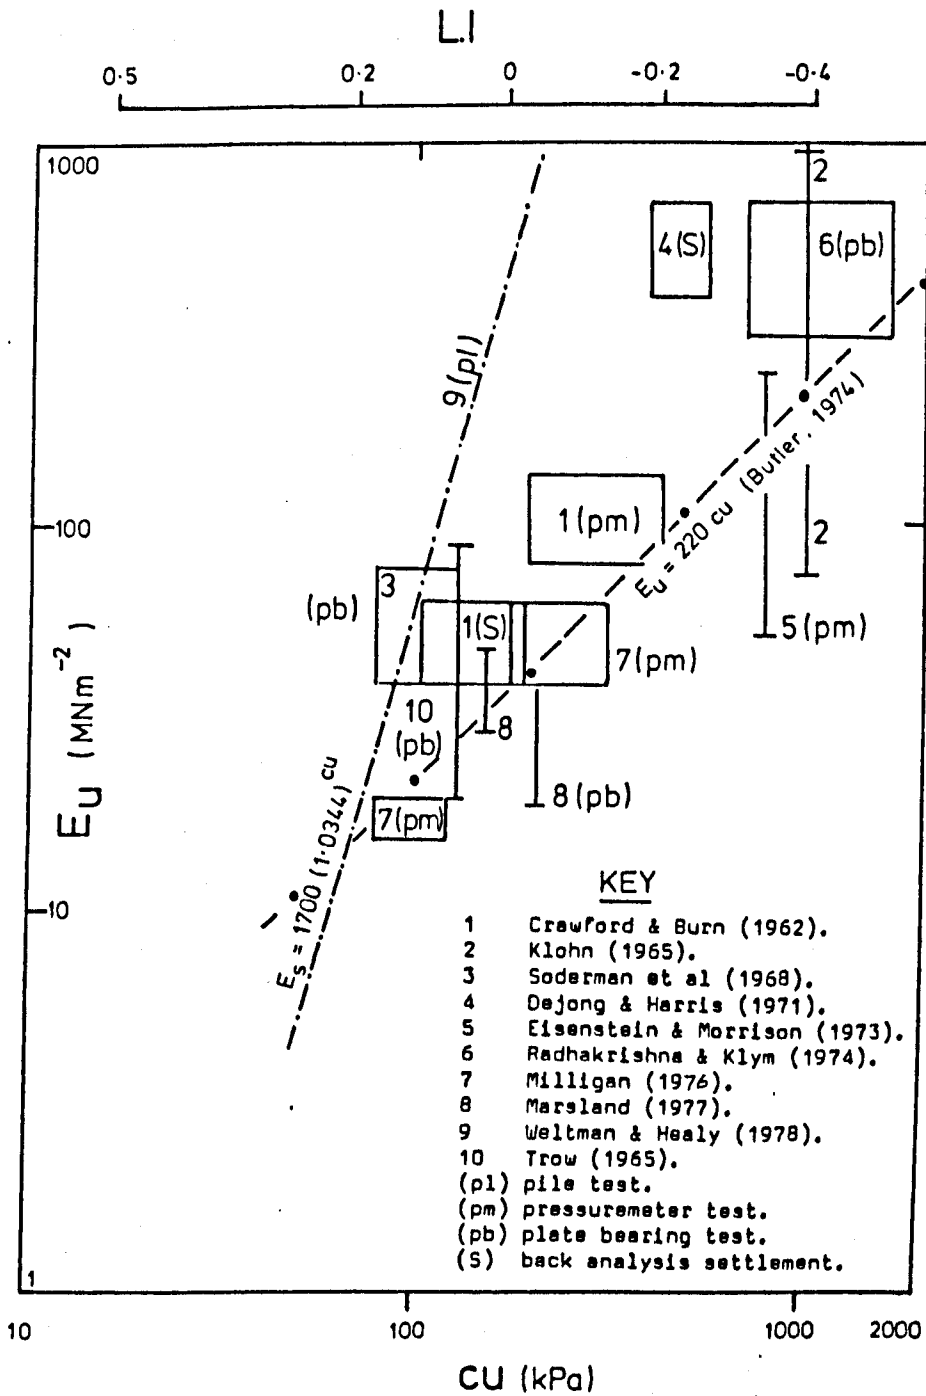 L.I
0.5 0.2 0 -0.2 -0.4
1000
2
4(S)
6(pb)
9(pl)
Eu = 220 cu (Butler, 1974)
1(pm)
100
2
3
(pb)
1(S)
5(pm)
7(pm)
Eu (MNm-2)
10
(pb)
8
8(pb)
7(pm)
Es = 1700 (1.0344)cu
10
KEY
1 Crawford & Burn (1962).
2 Klohn (1965).
3 Soderman et al (1968).
4 Dejong & Harris (1971).
5 Eisenstein & Morrison (1973).
6 Radhakrishna & Klym (1974).
7 Milligan (1976).
8 Marsland (1977).
9 Weltman & Healy (1978).
10 Trow (1965).
(pl) pile test.
(pm) pressuremeter test.
(pb) plate bearing test.
(S) back analysis settlement.
1
10 100 1000 2000
cu (kPa)